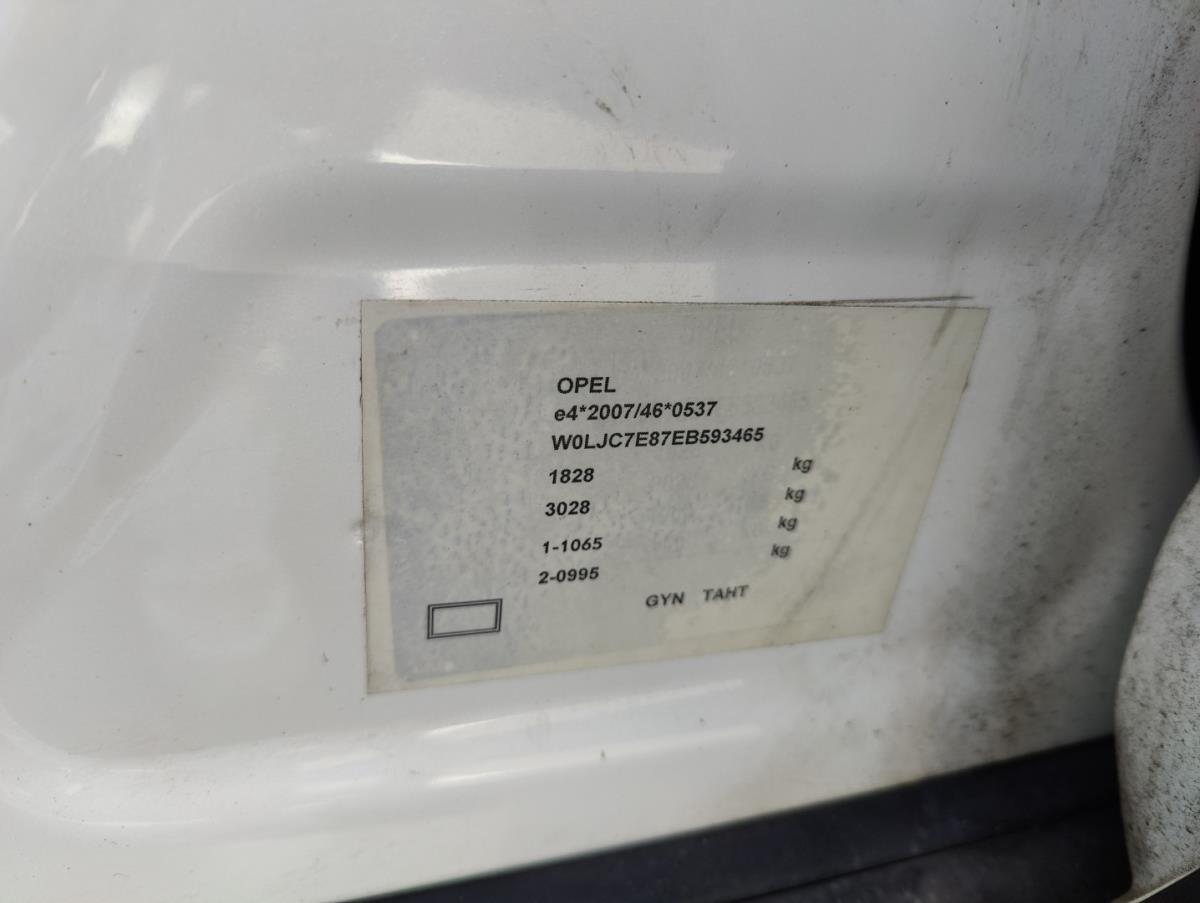 OPEL
e4*2007/46*0537
W0LJC7E87EB593465
1828 kg
3028 kg
1-1065 kg
2-0995 kg
GYN TAHT